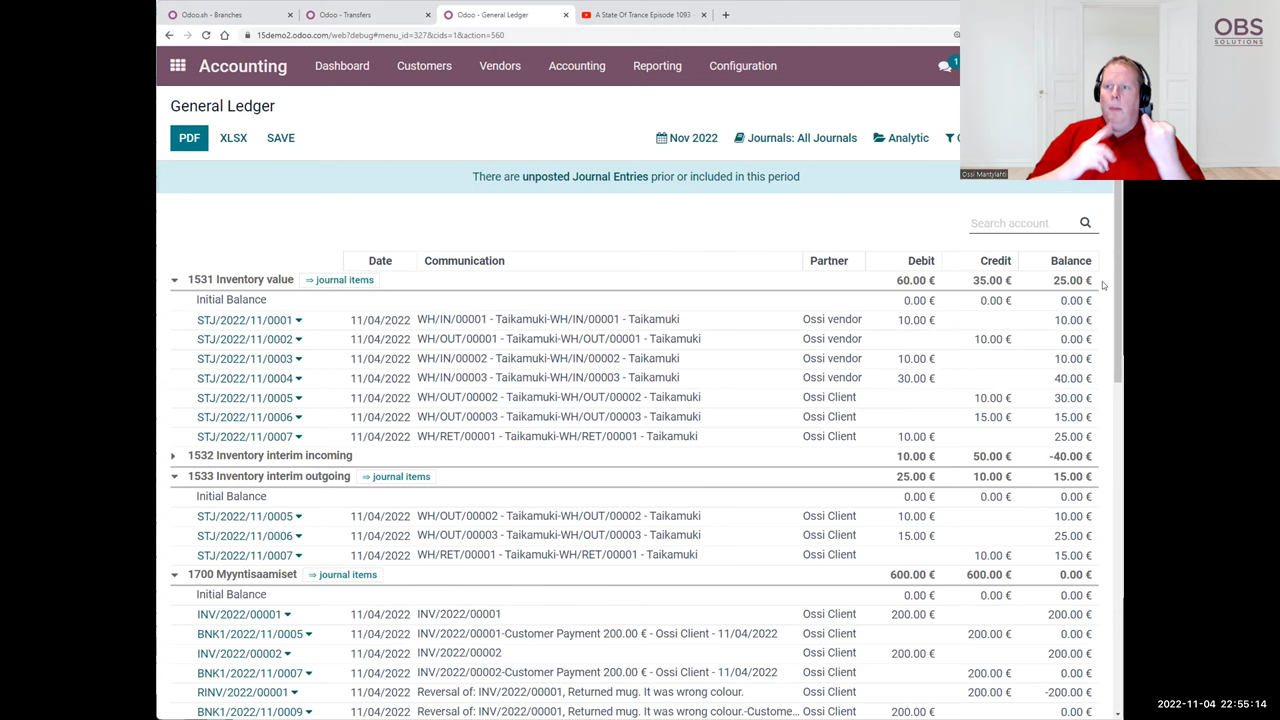 Odoo.sh - Branches
Odoo - Transfers
Odoo - General Ledger
A State Of Trance Episode 1093
15demo2.odoo.com/web?debug#menu_id=327&cids=1&action=560
OBS
SOLUTIONS
Accounting Dashboard Customers Vendors Accounting Reporting Configuration 1
General Ledger
PDF XLSX SAVE Nov 2022 Journals: All Journals Analytic
Ossi Mantylahti
There are unposted Journal Entries prior or included in this period
Search account
Date Communication Partner Debit Credit Balance
1531 Inventory value ⇒ journal items 60.00 € 35.00 € 25.00 €
Initial Balance 0.00 € 0.00 € 0.00 €
STJ/2022/11/0001 11/04/2022 WH/IN/00001 - Taikamuki-WH/IN/00001 - Taikamuki Ossi vendor 10.00 € 10.00 €
STJ/2022/11/0002 11/04/2022 WH/OUT/00001 - Taikamuki-WH/OUT/00001 - Taikamuki Ossi vendor 10.00 € 0.00 €
STJ/2022/11/0003 11/04/2022 WH/IN/00002 - Taikamuki-WH/IN/00002 - Taikamuki Ossi vendor 10.00 € 10.00 €
STJ/2022/11/0004 11/04/2022 WH/IN/00003 - Taikamuki-WH/IN/00003 - Taikamuki Ossi vendor 30.00 € 40.00 €
STJ/2022/11/0005 11/04/2022 WH/OUT/00002 - Taikamuki-WH/OUT/00002 - Taikamuki Ossi Client 10.00 € 30.00 €
STJ/2022/11/0006 11/04/2022 WH/OUT/00003 - Taikamuki-WH/OUT/00003 - Taikamuki Ossi Client 15.00 € 15.00 €
STJ/2022/11/0007 11/04/2022 WH/RET/00001 - Taikamuki-WH/RET/00001 - Taikamuki Ossi Client 10.00 € 25.00 €
1532 Inventory interim incoming 10.00 € 50.00 € -40.00 €
1533 Inventory interim outgoing ⇒ journal items 25.00 € 10.00 € 15.00 €
Initial Balance 0.00 € 0.00 € 0.00 €
STJ/2022/11/0005 11/04/2022 WH/OUT/00002 - Taikamuki-WH/OUT/00002 - Taikamuki Ossi Client 10.00 € 10.00 €
STJ/2022/11/0006 11/04/2022 WH/OUT/00003 - Taikamuki-WH/OUT/00003 - Taikamuki Ossi Client 15.00 € 25.00 €
STJ/2022/11/0007 11/04/2022 WH/RET/00001 - Taikamuki-WH/RET/00001 - Taikamuki Ossi Client 10.00 € 15.00 €
1700 Myyntisaamiset ⇒ journal items 600.00 € 600.00 € 0.00 €
Initial Balance 0.00 € 0.00 € 0.00 €
INV/2022/00001 11/04/2022 INV/2022/00001 Ossi Client 200.00 € 200.00 €
BNK1/2022/11/0005 11/04/2022 INV/2022/00001-Customer Payment 200.00 € - Ossi Client - 11/04/2022 Ossi Client 200.00 € 0.00 €
INV/2022/00002 11/04/2022 INV/2022/00002 Ossi Client 200.00 € 200.00 €
BNK1/2022/11/0007 11/04/2022 INV/2022/00002-Customer Payment 200.00 € - Ossi Client - 11/04/2022 Ossi Client 200.00 € 0.00 €
RINV/2022/00001 11/04/2022 Reversal of: INV/2022/00001, Returned mug. It was wrong colour. Ossi Client 200.00 € -200.00 €
BNK1/2022/11/0009 11/04/2022 Reversal of: INV/2022/00001, Returned mug. It was wrong colour.-Custome... Ossi Client 200.00 € 0.00 €
2022-11-04 22:55:14